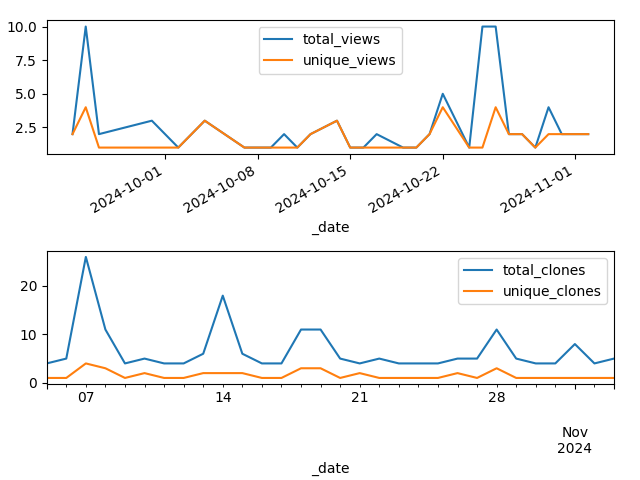 10.0
7.5
5.0
2.5
total_views
unique_views
2024-10-01
2024-10-08
2024-10-15
2024-10-22
2024-11-01
_date
20
10
0
total_clones
unique_clones
07
14
21
28
Nov
2024
_date